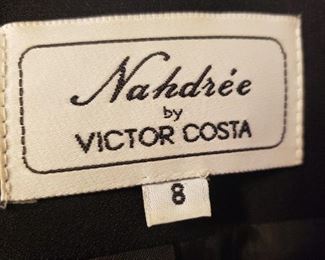 Nahdrée
by
VICTOR COSTA
8